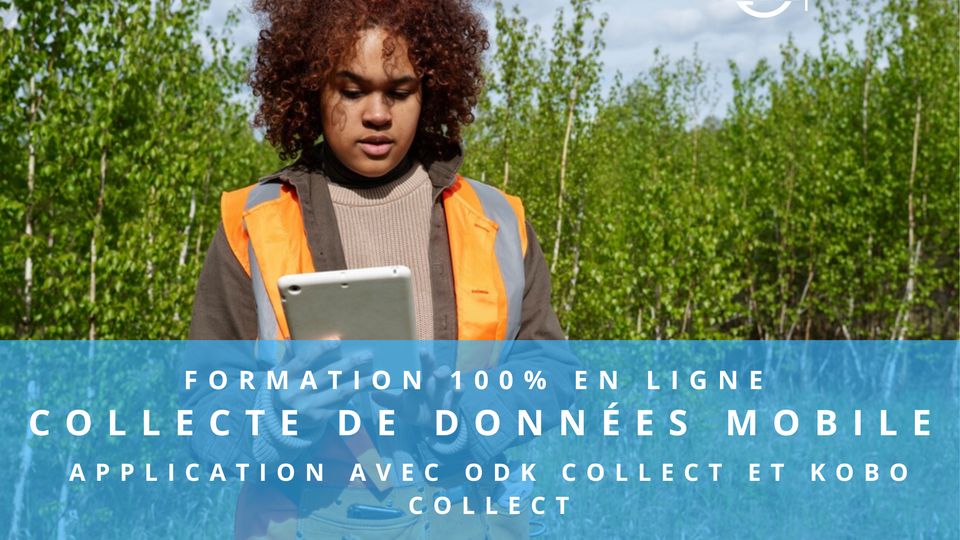 FORMATION 100% EN LIGNE
COLLECTE DE DONNÉES MOBILE
APPLICATION AVEC ODK COLLECT ET KOBO
COLLECT